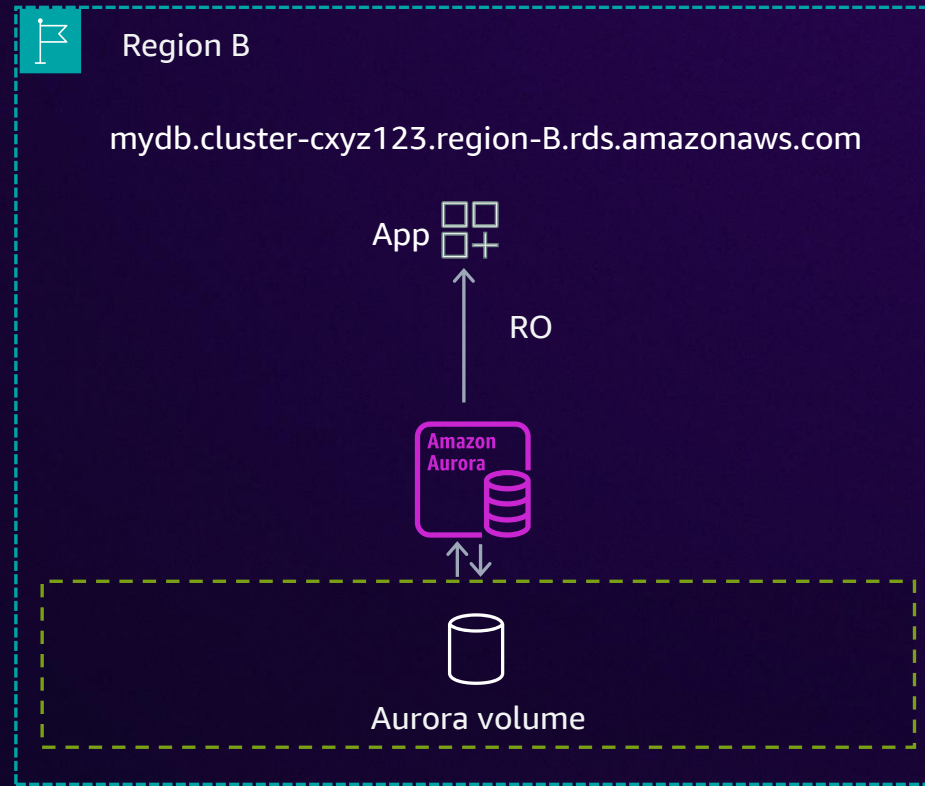 Region B
mydb.cluster-cxyz123.region-B.rds.amazonaws.com
App
RO
Amazon
Aurora
Aurora volume